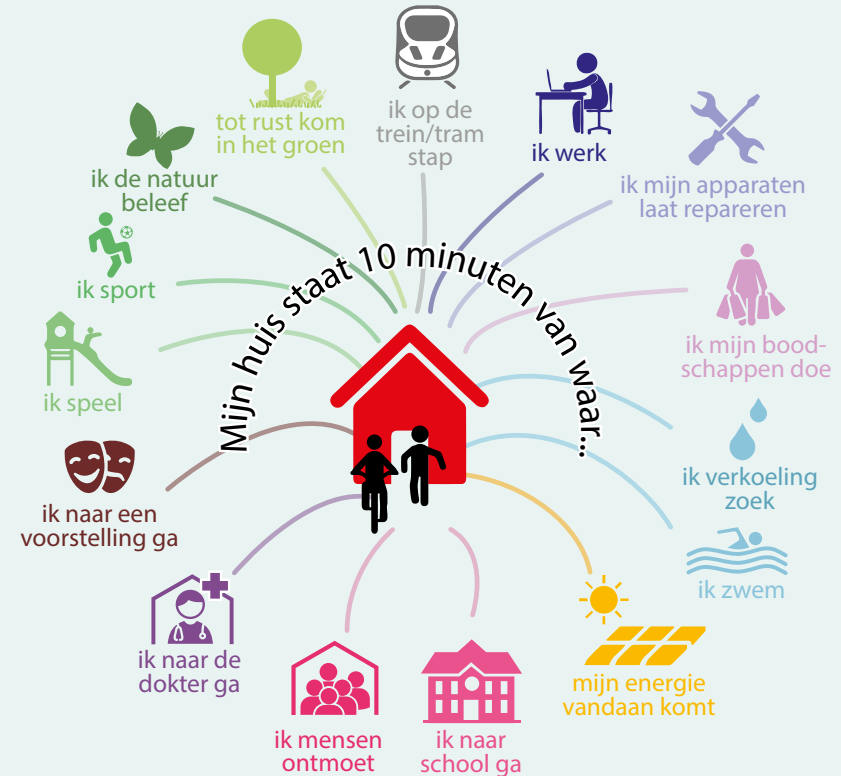 Mijn huis staat 10 minuten van waar...
tot rust kom
in het groen
ik op de
trein/tram
stap
ik werk
ik mijn apparaten
laat repareren
ik mijn bood-
schappen doe
ik verkoeling
zoek
ik zwem
mijn energie
vandaan komt
ik naar
school ga
ik mensen
ontmoet
ik naar de
dokter ga
ik naar een
voorstelling ga
ik speel
ik sport
ik de natuur
beleef